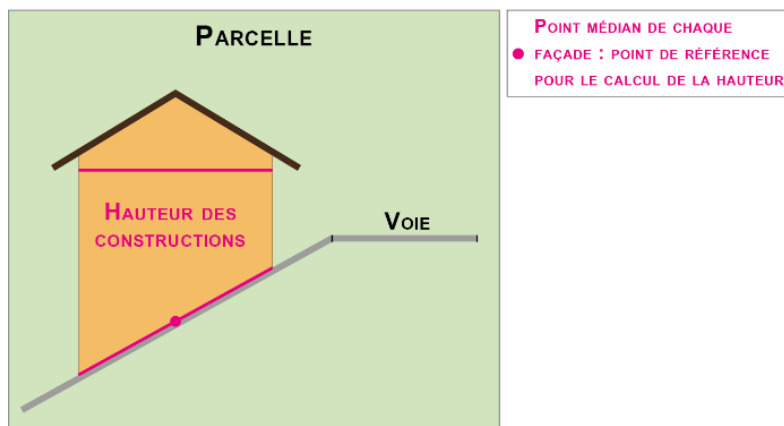 PARCELLE
HAUTEUR DES
CONSTRUCTIONS
VOIE
POINT MÉDIAN DE CHAQUE
FAÇADE : POINT DE RÉFÉRENCE
POUR LE CALCUL DE LA HAUTEUR